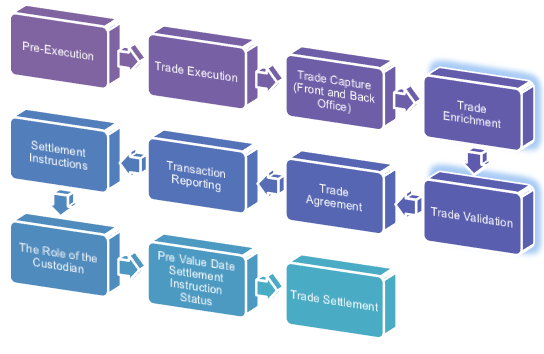 Pre-Execution
Trade Execution
Trade Capture
(Front and Back
Office)
Trade
Enrichment
Trade Validation
Trade
Agreement
Transaction
Reporting
Settlement
Instructions
The Role of the
Custodian
Pre Value Date
Settlement
Instruction
Status
Trade Settlement